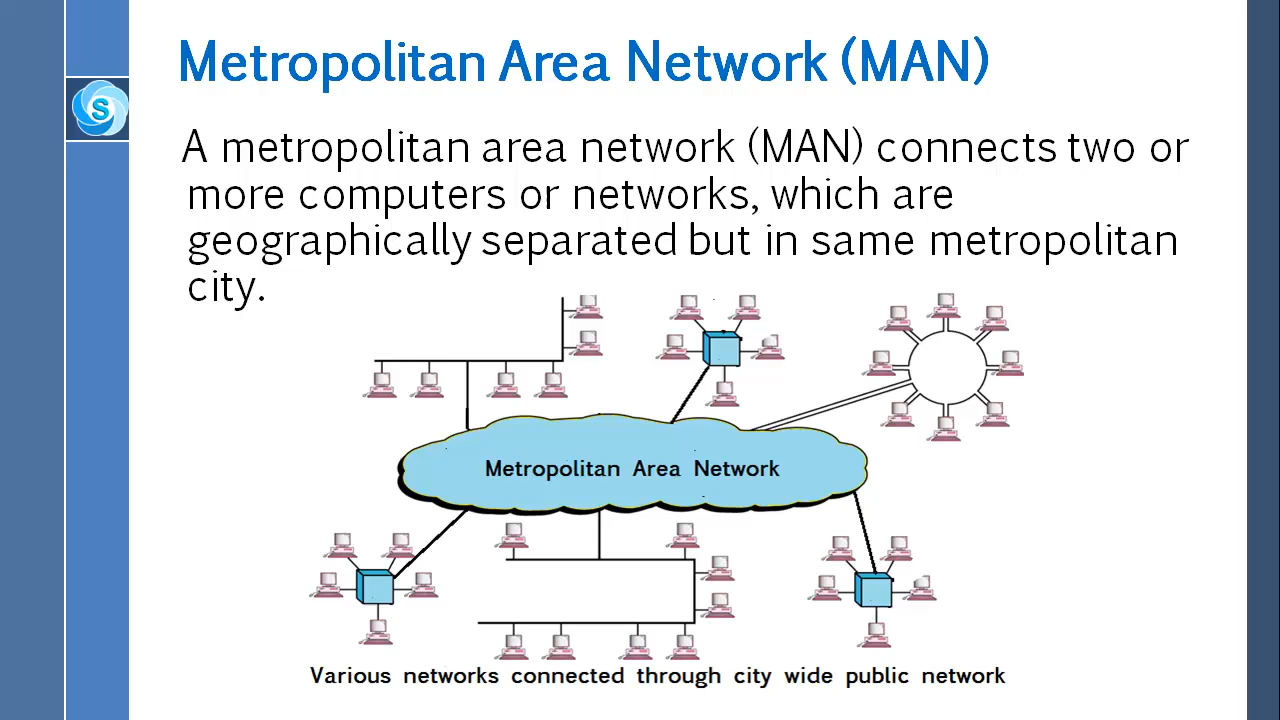 Metropolitan Area Network (MAN)
S
A metropolitan area network (MAN) connects two or
more computers or networks, which are
geographically separated but in same metropolitan
city.
Metropolitan Area Network
Various networks connected through city wide public network